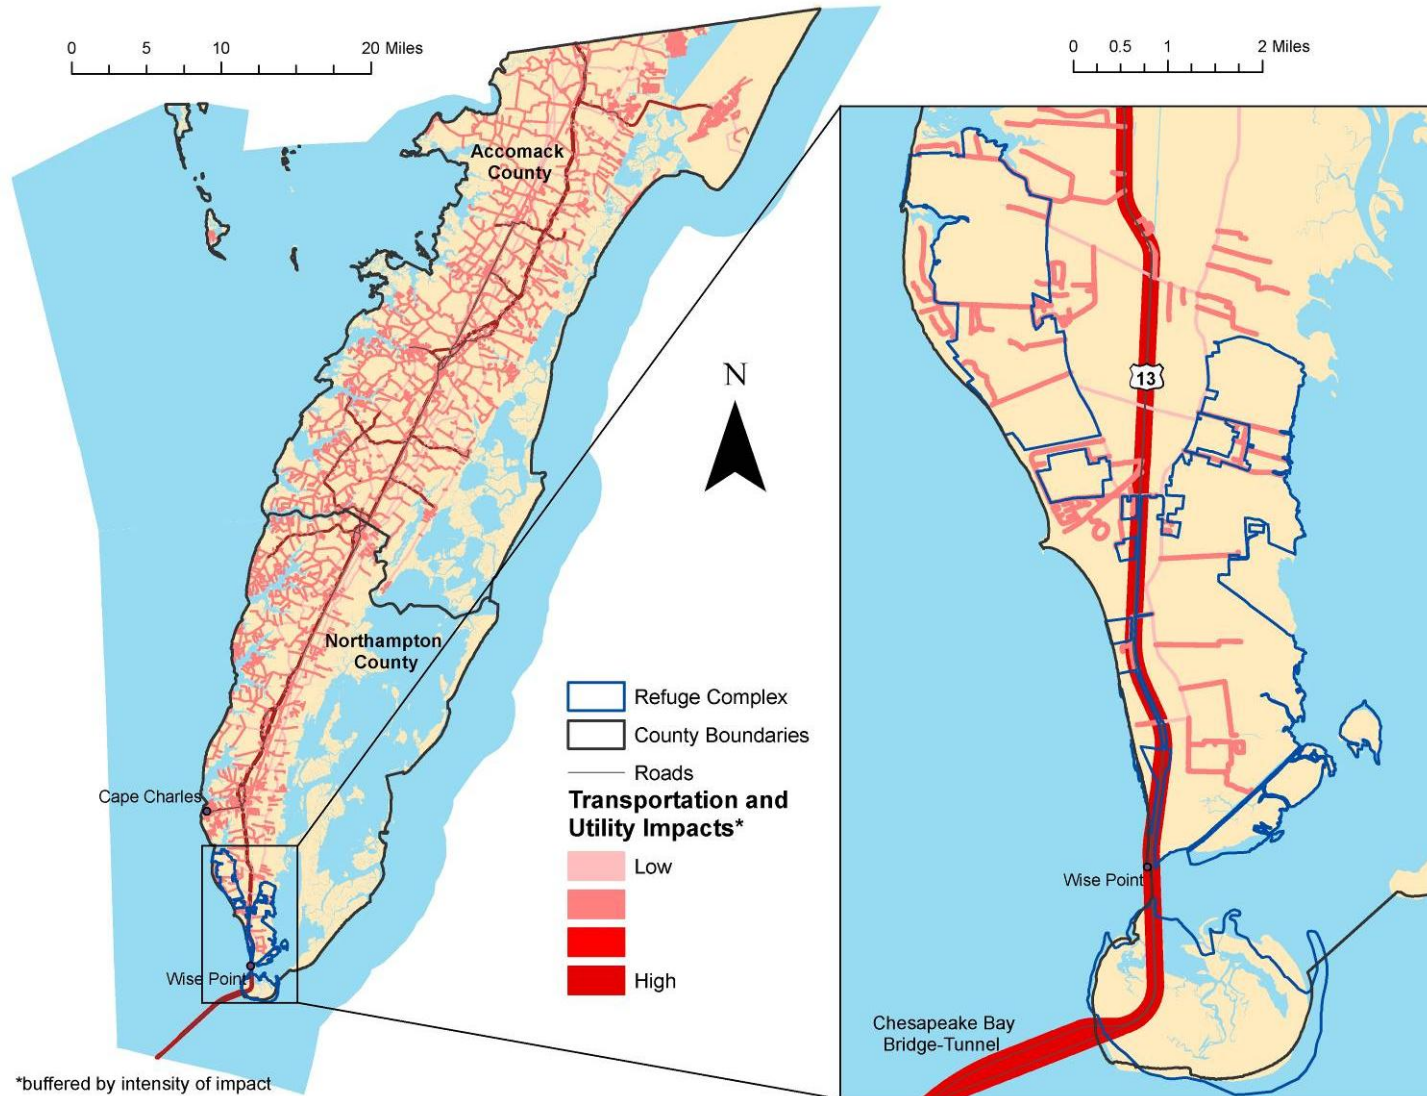 0 5 10 20 Miles
0 0.5 1 2 Miles
Accomack
County
N
13
Northampton
County
Refuge Complex
County Boundaries
Roads
Transportation and
Utility Impacts*
Low
High
Cape Charles
Wise Point
Wise Point
Chesapeake Bay
Bridge-Tunnel
*buffered by intensity of impact